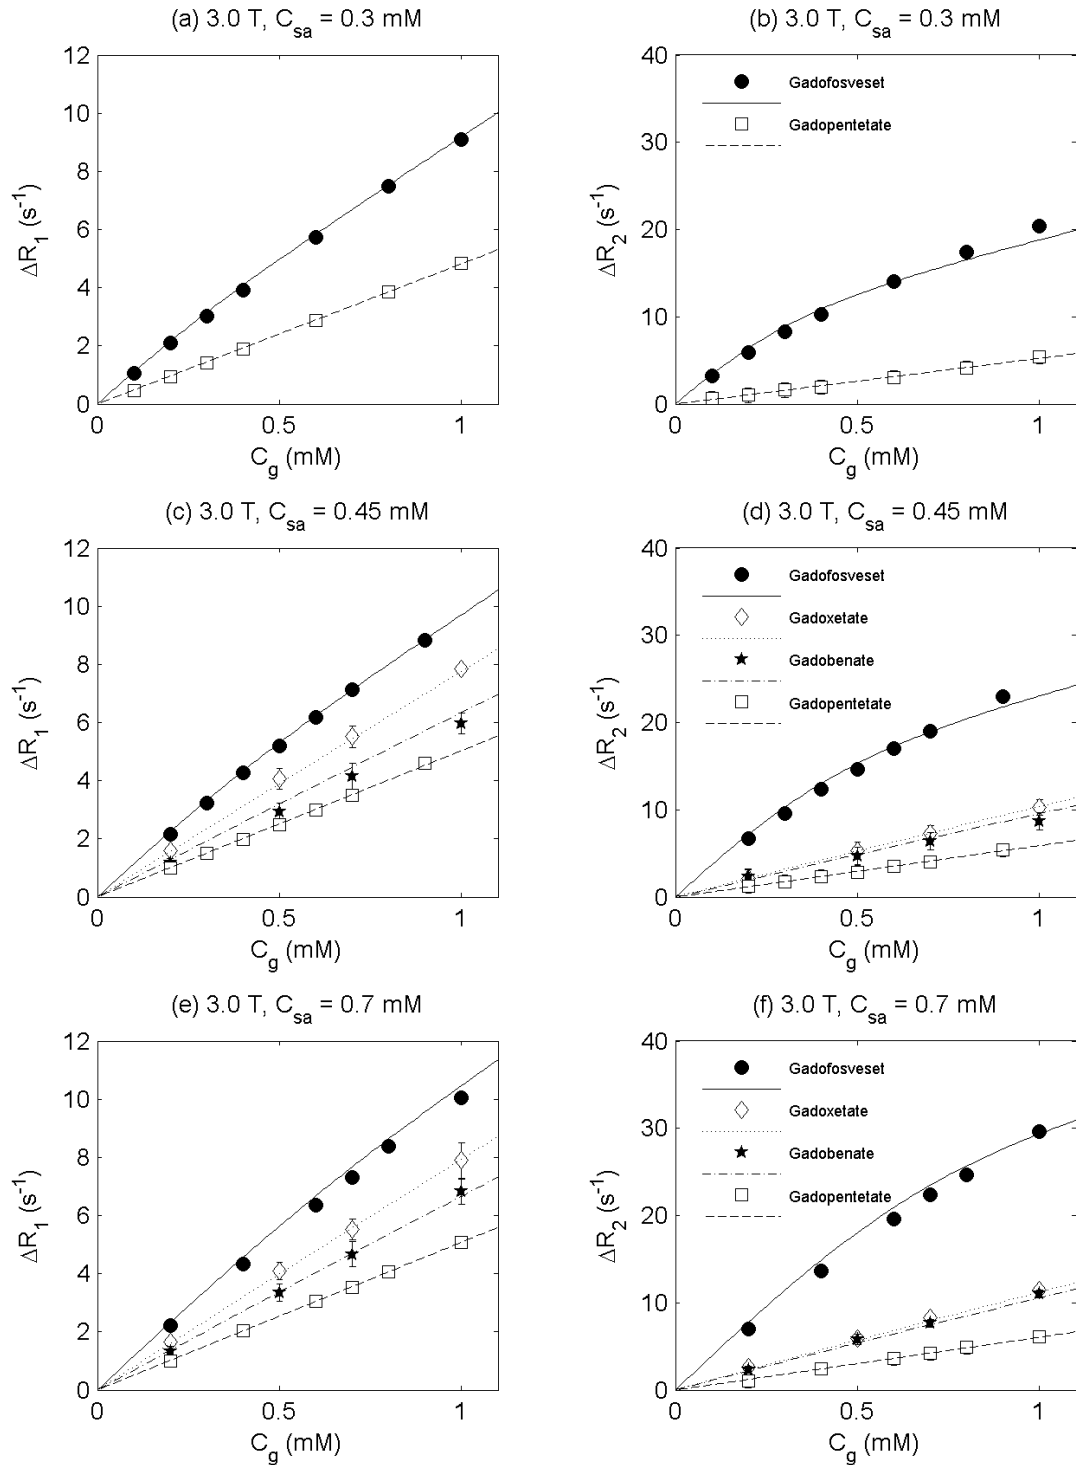 (a) 3.0 T, C_sa = 0.3 mM
12
10
8
6
4
2
0
ΔR_1 (s^-1)
0 0.5 1
C_g (mM)
(b) 3.0 T, C_sa = 0.3 mM
40
30
20
10
0
ΔR_2 (s^-1)
Gadofosveset
Gadopentetate
0 0.5 1
C_g (mM)
(c) 3.0 T, C_sa = 0.45 mM
12
10
8
6
4
2
0
ΔR_1 (s^-1)
0 0.5 1
C_g (mM)
(d) 3.0 T, C_sa = 0.45 mM
40
30
20
10
0
ΔR_2 (s^-1)
Gadofosveset
Gadoxetate
Gadobenate
Gadopentetate
0 0.5 1
C_g (mM)
(e) 3.0 T, C_sa = 0.7 mM
12
10
8
6
4
2
0
ΔR_1 (s^-1)
0 0.5 1
C_g (mM)
(f) 3.0 T, C_sa = 0.7 mM
40
30
20
10
0
ΔR_2 (s^-1)
Gadofosveset
Gadoxetate
Gadobenate
Gadopentetate
0 0.5 1
C_g (mM)